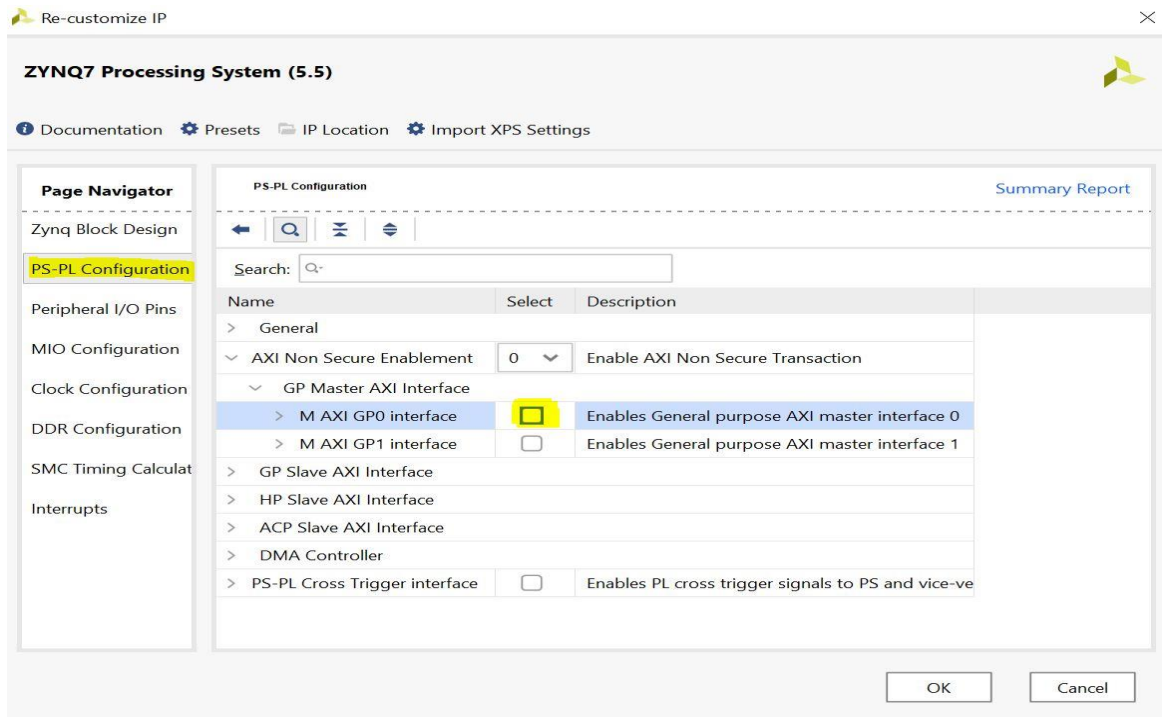 Re-customize IP
ZYNQ7 Processing System (5.5)
Documentation Presets IP Location Import XPS Settings
Page Navigator
Zynq Block Design
PS-PL Configuration
Peripheral I/O Pins
MIO Configuration
Clock Configuration
DDR Configuration
SMC Timing Calculat
Interrupts
PS-PL Configuration Summary Report
Search:
Name Select Description
General
AXI Non Secure Enablement 0 Enable AXI Non Secure Transaction
GP Master AXI Interface
M AXI GP0 interface Enables General purpose AXI master interface 0
M AXI GP1 interface Enables General purpose AXI master interface 1
GP Slave AXI Interface
HP Slave AXI Interface
ACP Slave AXI Interface
DMA Controller
PS-PL Cross Trigger interface Enables PL cross trigger signals to PS and vice-ve
OK Cancel